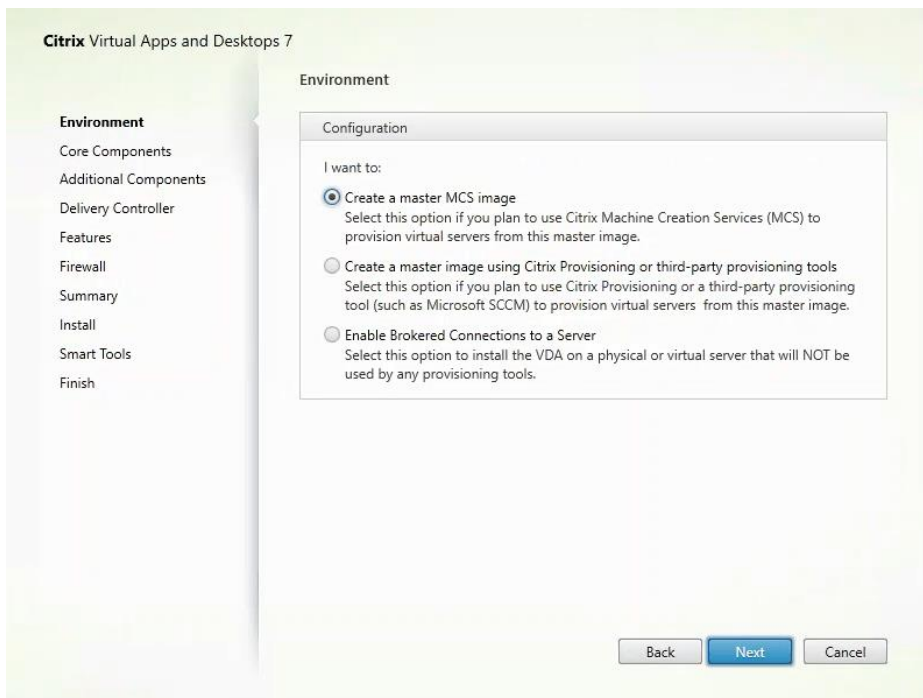 Citrix Virtual Apps and Desktops 7
Environment
Core Components
Additional Components
Delivery Controller
Features
Firewall
Summary
Install
Smart Tools
Finish
Environment
Configuration
I want to:
Create a master MCS image
Select this option if you plan to use Citrix Machine Creation Services (MCS) to
provision virtual servers from this master image.
Create a master image using Citrix Provisioning or third-party provisioning tools
Select this option if you plan to use Citrix Provisioning or a third-party provisioning
tool (such as Microsoft SCCM) to provision virtual servers from this master image.
Enable Brokered Connections to a Server
Select this option to install the VDA on a physical or virtual server that will NOT be
used by any provisioning tools.
Back Next Cancel